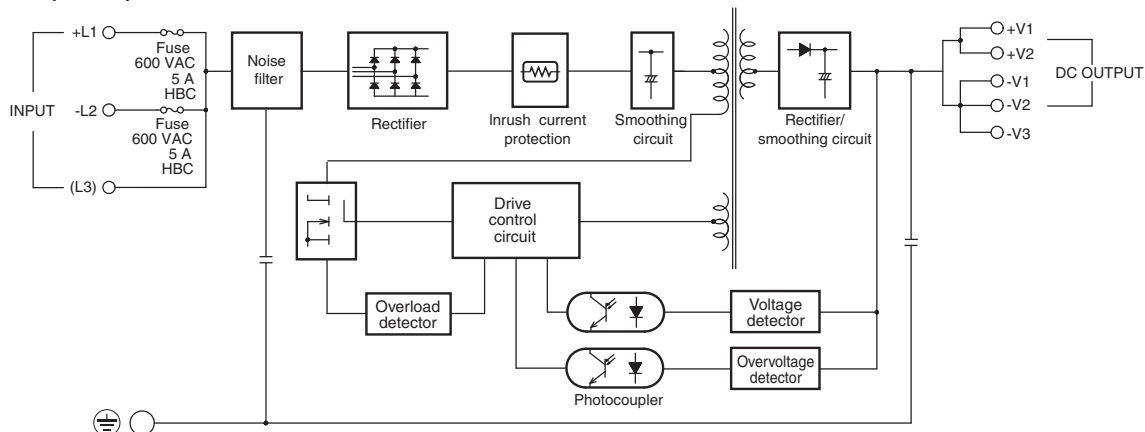 +L1
Fuse
600 VAC
5 A
HBC
INPUT
-L2
Fuse
600 VAC
5 A
HBC
(L3)
Noise
filter
Rectifier
Inrush current
protection
Smoothing
circuit
Rectifier/
smoothing circuit
+V1
+V2
-V1
-V2
-V3
DC OUTPUT
Drive
control
circuit
Overload
detector
Voltage
detector
Overvoltage
detector
Photocoupler